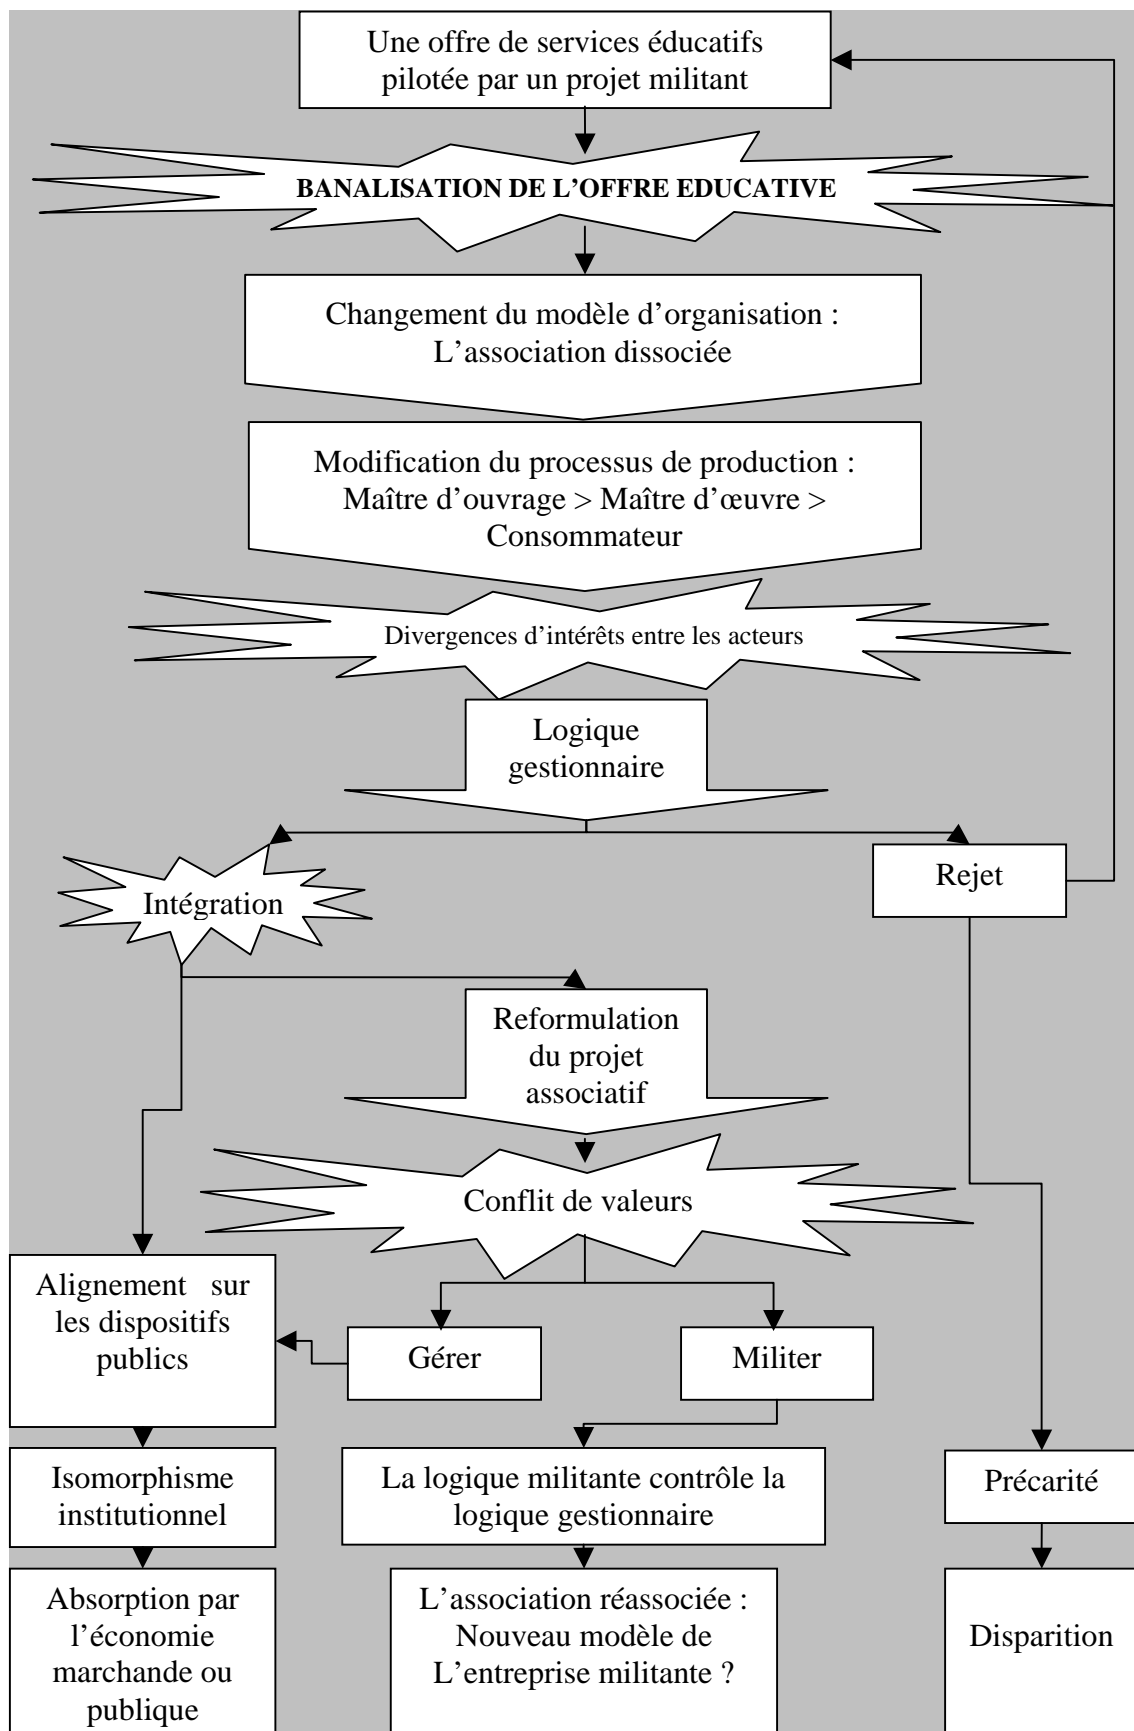 Une offre de services éducatifs
pilotée par un projet militant
BANALISATION DE L’OFFRE EDUCATIVE
Changement du modèle d’organisation :
L’association dissociée
Modification du processus de production :
Maître d’ouvrage > Maître d’œuvre >
Consommateur
Divergences d’intérêts entre les acteurs
Logique
gestionnaire
Intégration
Rejet
Reformulation
du projet
associatif
Conflit de valeurs
Alignement sur
les dispositifs
publics
Gérer
Militer
Isomorphisme
institutionnel
La logique militante contrôle la
logique gestionnaire
Précarité
Absorption par
l’économie
marchande ou
publique
L’association réassociée :
Nouveau modèle de
L’entreprise militante ?
Disparition